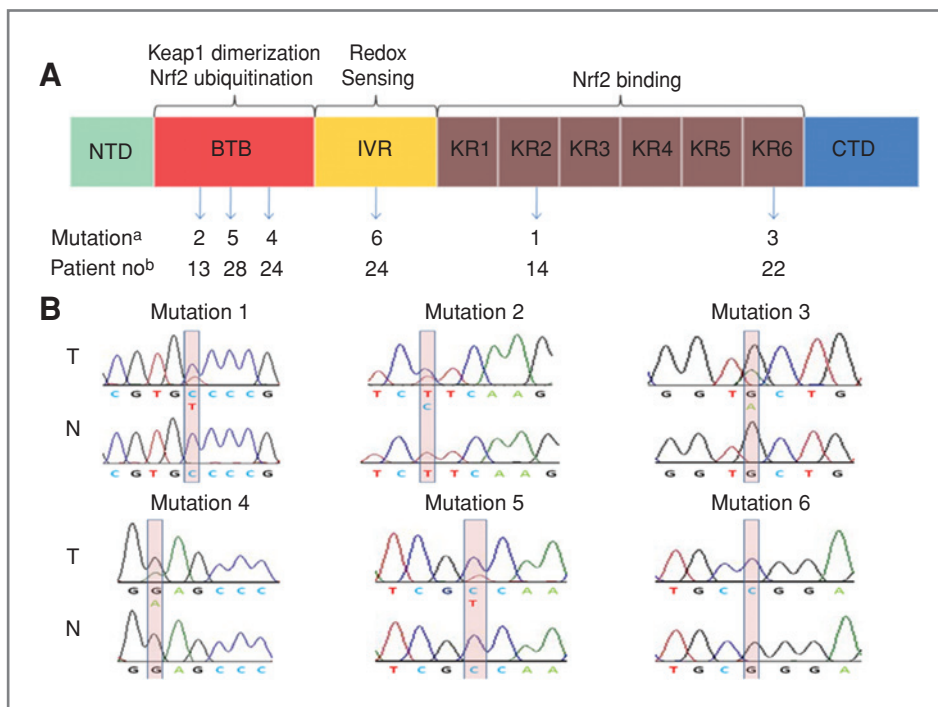 A
Keap1 dimerization
Nrf2 ubiquitination
Redox
Sensing
Nrf2 binding
NTD BTB IVR KR1 KR2 KR3 KR4 KR5 KR6 CTD
Mutationa 2 5 4 6 1 3
Patient nob 13 28 24 24 14 22
B
Mutation 1 Mutation 2 Mutation 3
T
C G T G C C C C G T C T T C A A G G G T G C T G
T C A
N
C G T G C C C C G T C T T C A A G G G T G C T G
Mutation 4 Mutation 5 Mutation 6
T
G G A G C C C T C G C C A A T G C C G G A
A T
N
G G A G C C C T C G C C A A T G C G G G A